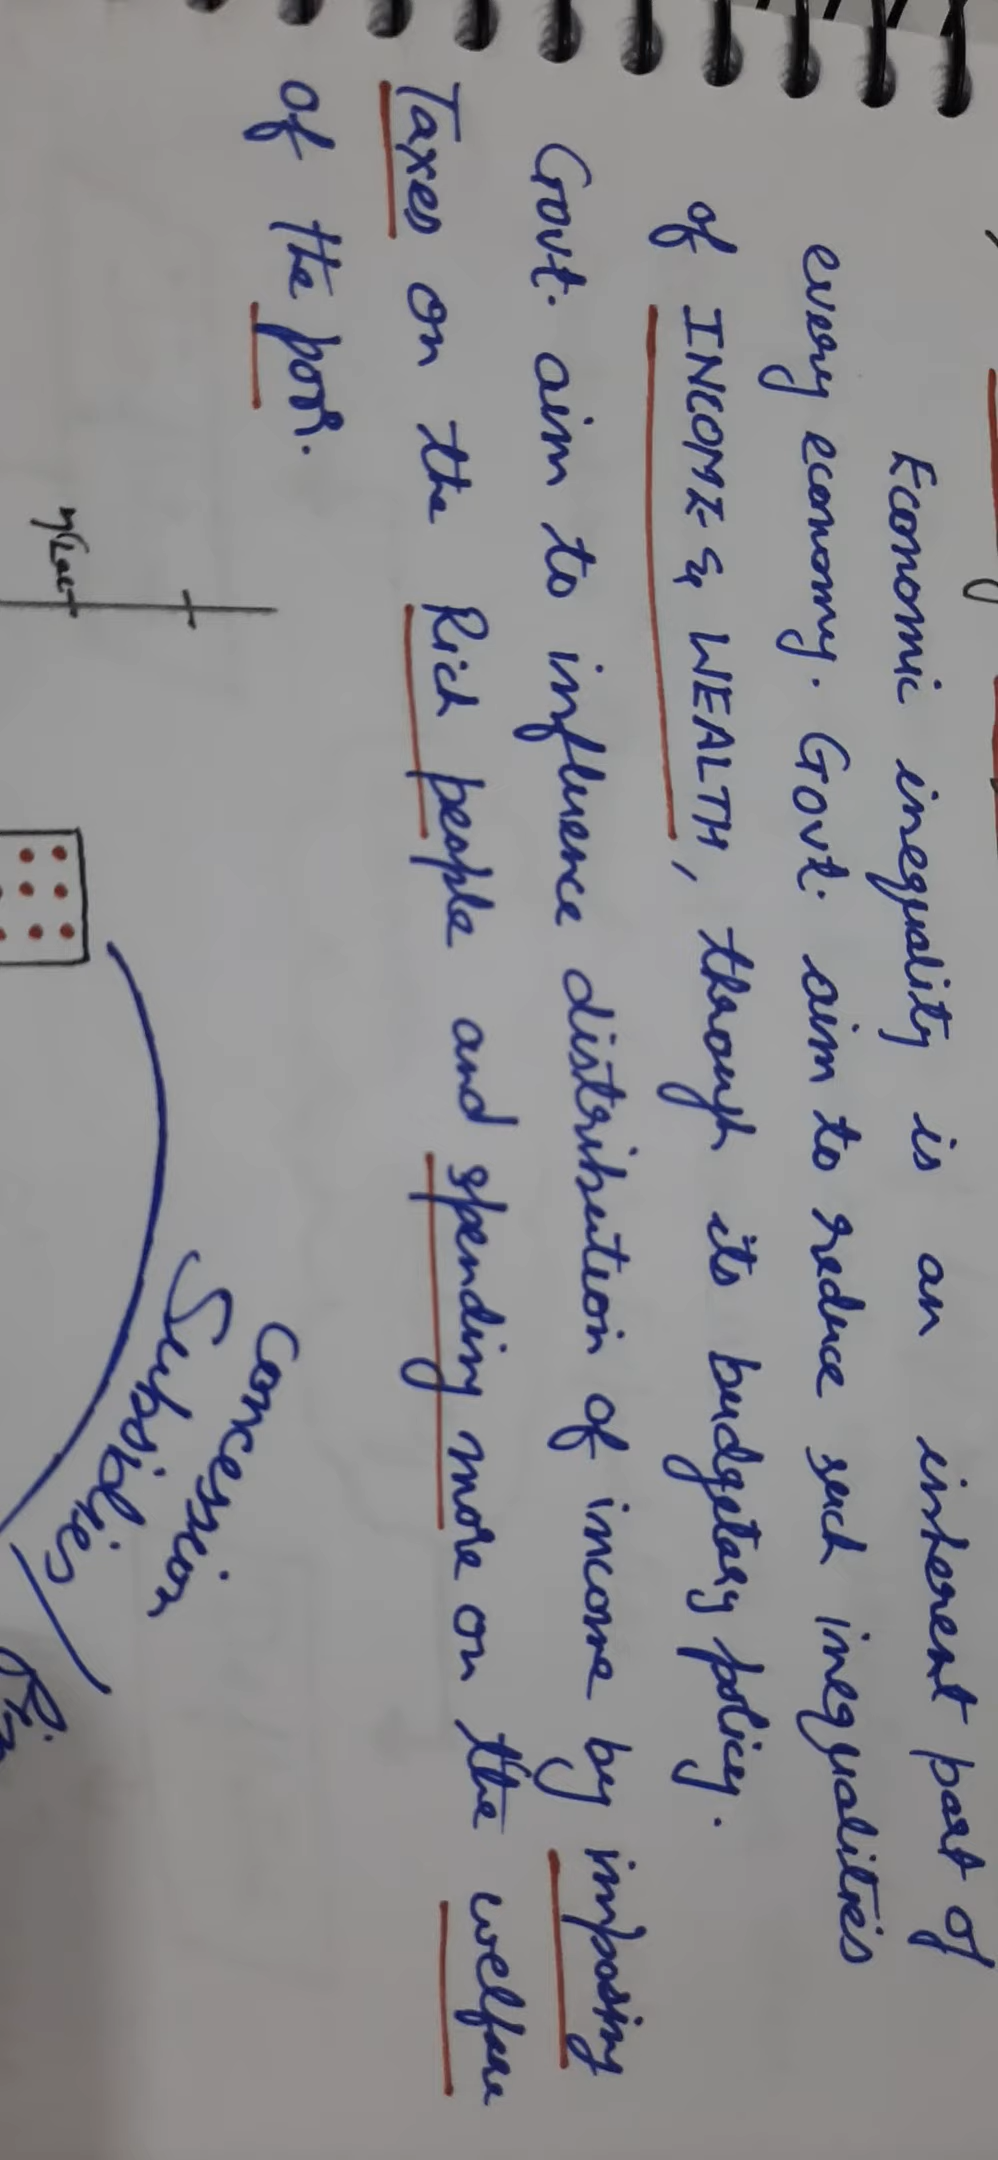 Economic inequality is an inherent part of
every economy. Govt. aim to reduce such inequalities
of INCOME & WEALTH, through its budgetary policy.
Govt. aim to influence distribution of income by imposing
Taxes on the Rich people and spending more on the welfare
of the poor.
Concession
Subsidies